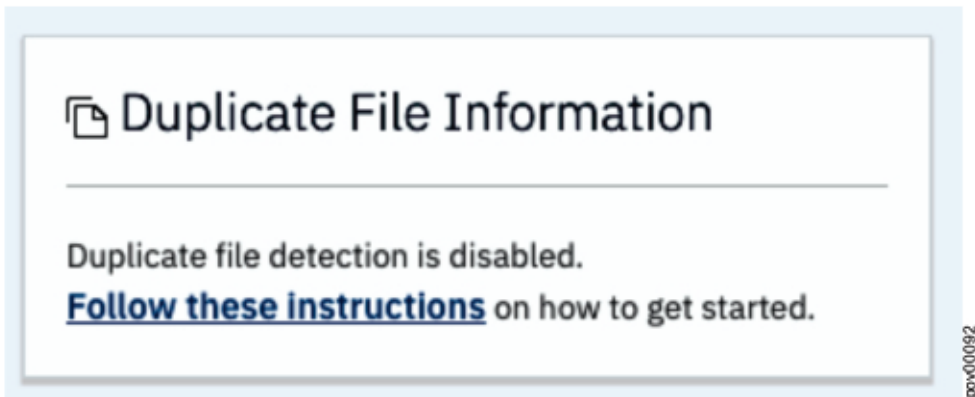 Duplicate File Information
Duplicate file detection is disabled.
Follow these instructions on how to get started.